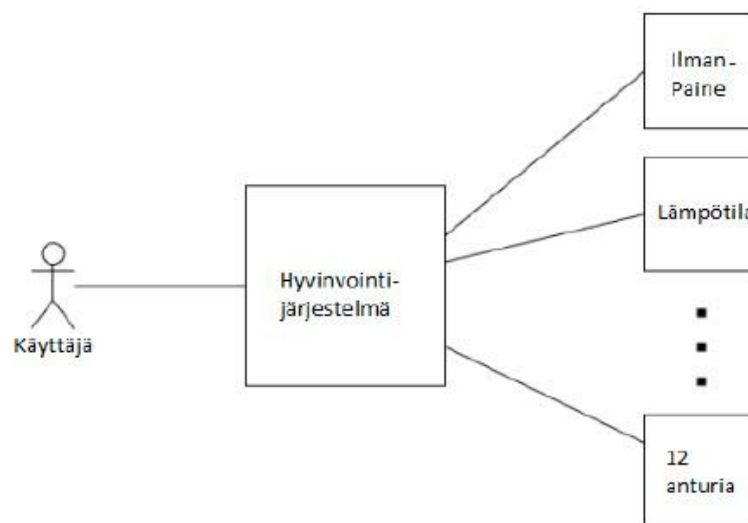 Ilman-
Paine
Lämpötila
Hyvinvointi-
järjestelmä
Käyttäjä
12
anturia